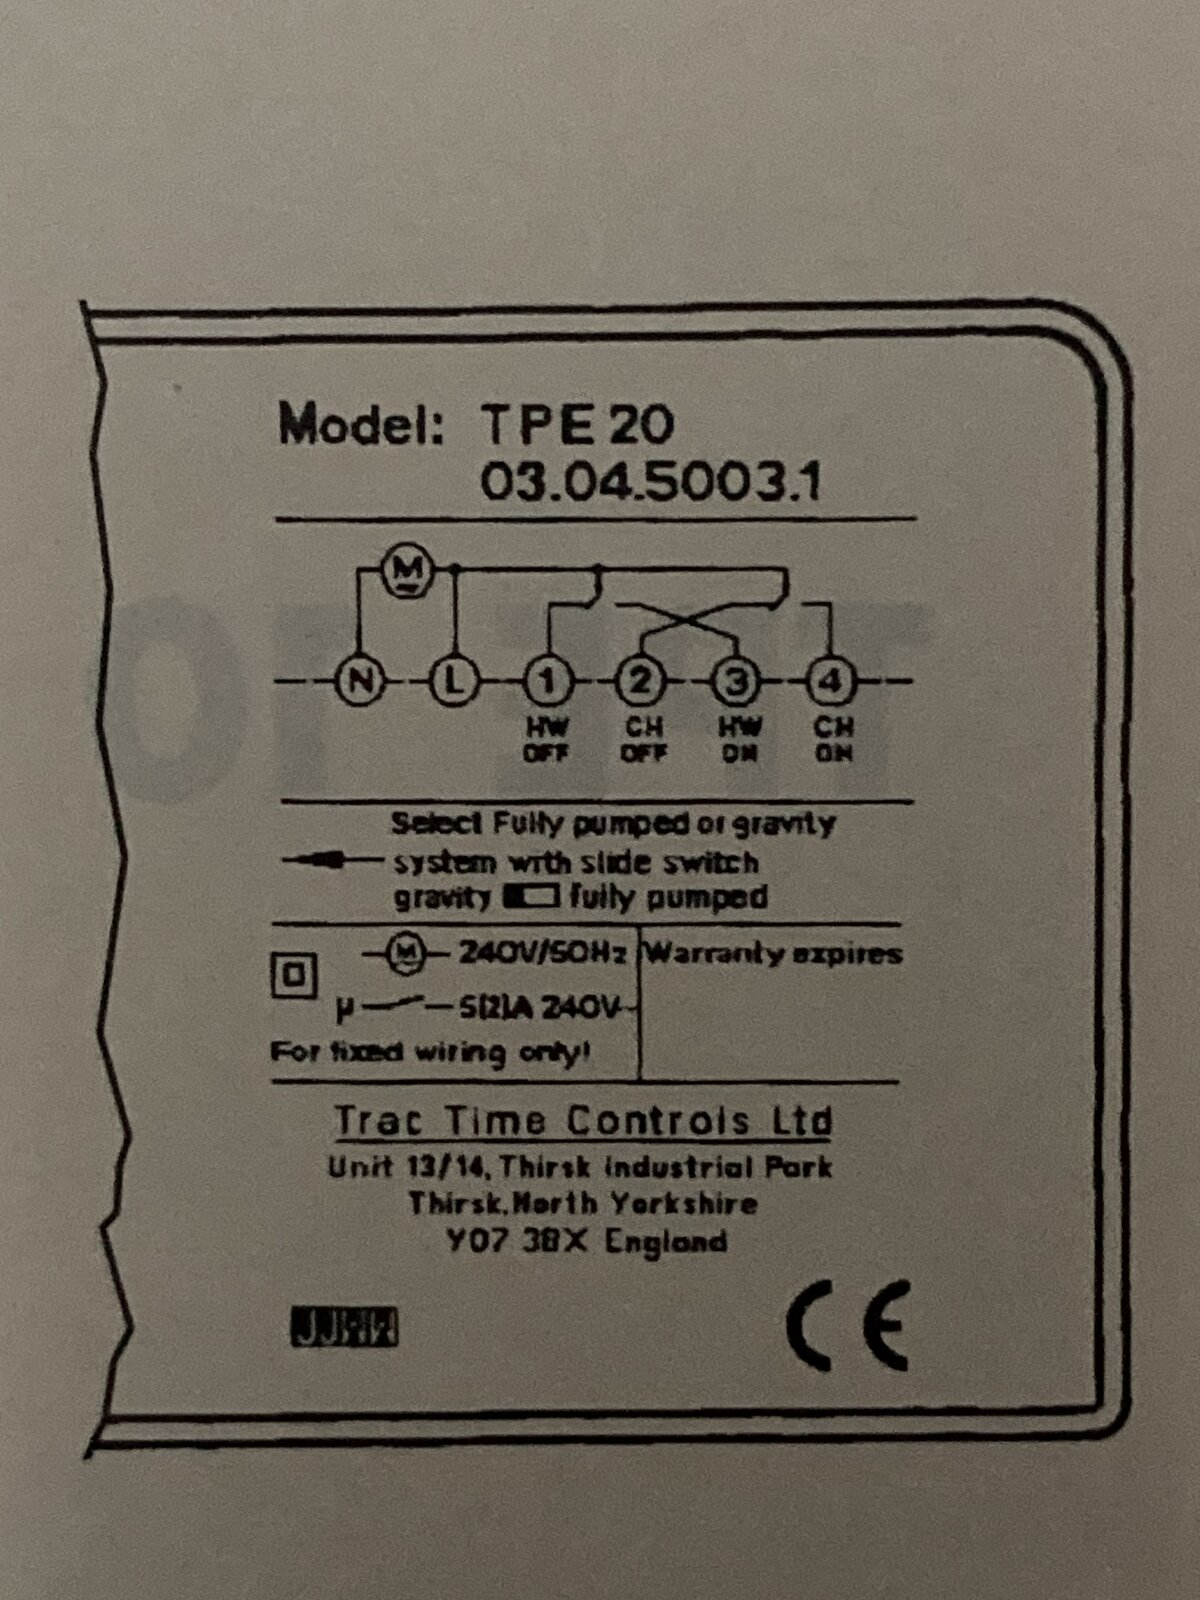 Model: TPE 20
03.04.5003.1
M
N L 1 2 3 4
HW CH HW CH
OFF OFF ON ON
Select Fully pumped or gravity
system with slide switch
gravity fully pumped
M 240V/50Hz Warranty expires
µ 5(2)A 240V~
For fixed wiring only!
Trac Time Controls Ltd
Unit 13/14, Thirsk Industrial Park
Thirsk, North Yorkshire
Y07 3BX England
CE